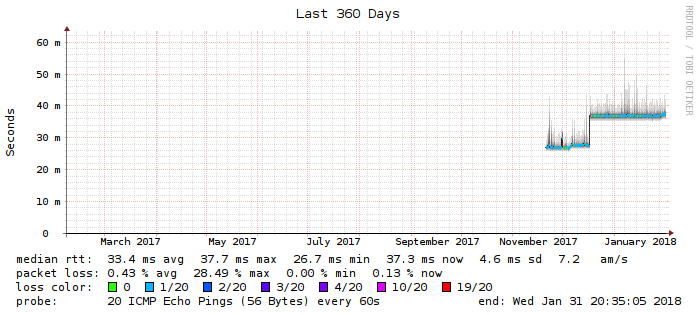 Last 360 Days
RRDTOOL / TOBI OETIKER
Seconds
60 m
50 m
40 m
30 m
20 m
10 m
0
March 2017 May 2017 July 2017 September 2017 November 2017 January 2018
median rtt: 33.4 ms avg 37.7 ms max 26.7 ms min 37.3 ms now 4.6 ms sd 7.2 am/s
packet loss: 0.43 % avg 28.49 % max 0.00 % min 0.13 % now
loss color: 0 1/20 2/20 3/20 4/20 10/20 19/20
probe: 20 ICMP Echo Pings (56 Bytes) every 60s end: Wed Jan 31 20:35:05 2018